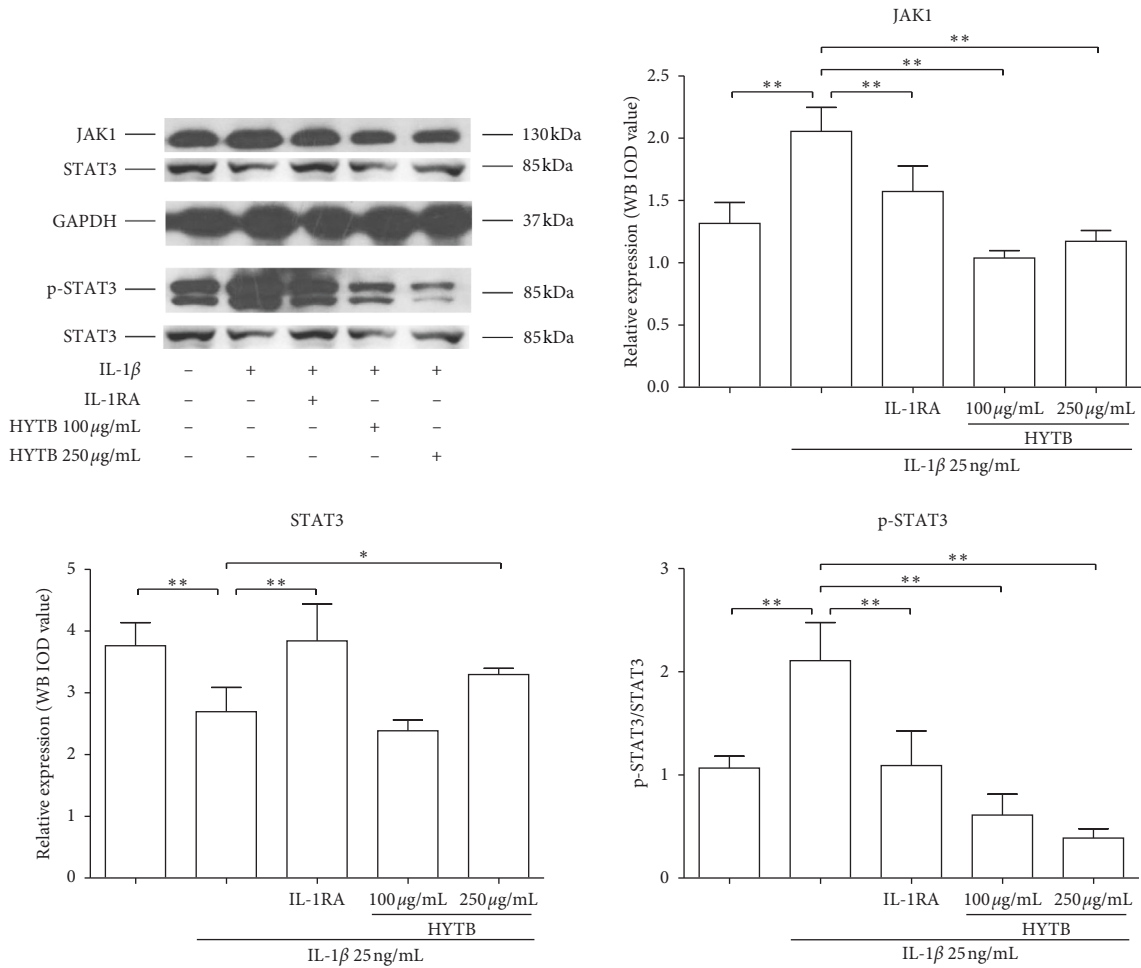 JAK1
130 kDa
STAT3
85 kDa
GAPDH
37 kDa
p-STAT3
85 kDa
STAT3
85 kDa
IL-1β − + + + +
IL-1RA − − + − −
HYTB 100 μg/mL − − − + −
HYTB 250 μg/mL − − − − +
JAK1
Relative expression (WB IOD value)
2.5
2.0
1.5
1.0
0.5
0.0
**
**
**
**
IL-1RA 100 μg/mL 250 μg/mL
HYTB
IL-1β 25 ng/mL
STAT3
Relative expression (WB IOD value)
5
4
3
2
1
0
*
**
**
IL-1RA 100 μg/mL 250 μg/mL
HYTB
IL-1β 25 ng/mL
p-STAT3
p-STAT3/STAT3
3
2
1
0
**
**
**
**
IL-1RA 100 μg/mL 250 μg/mL
HYTB
IL-1β 25 ng/mL